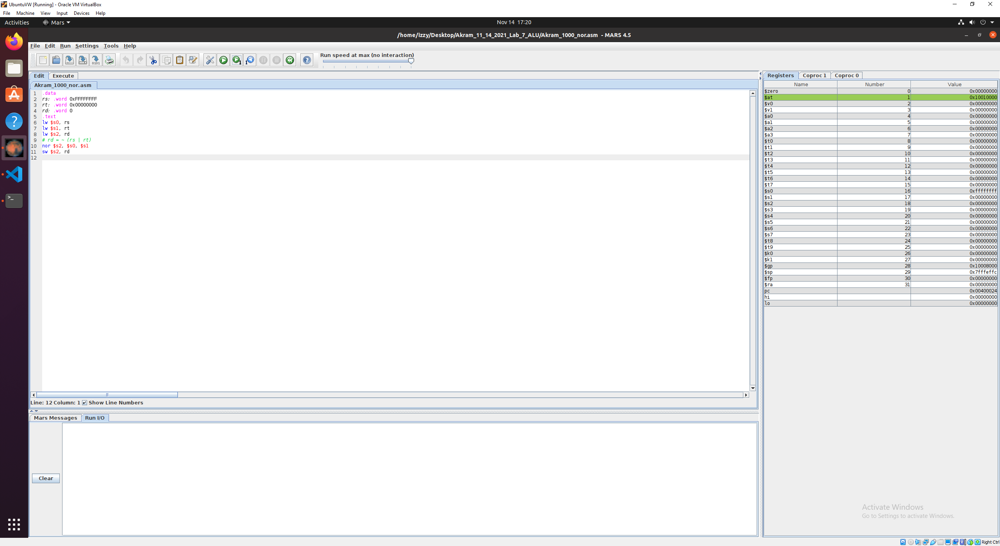 UbuntuVW [Running] - Oracle VM VirtualBox
File Machine View Input Devices Help
Activities Mars Nov 14 17:20
/home/izzy/Desktop/Akram_11_14_2021_Lab_7_ALU/Akram_1000_nor.asm - MARS 4.5
File Edit Run Settings Tools Help
Run speed at max (no interaction)
Edit Execute
Akram_1000_nor.asm
1 .data
2 rs: .word 0xFFFFFFFF
3 rt: .word 0x00000000
4 rd: .word 0
5 .text
6 lw $s0, rs
7 lw $s1, rt
8 lw $s2, rd
9 # rd = ~ (rs | rt)
10 nor $s2, $s0, $s1
11 sw $s2, rd
12
Line: 12 Column: 1 Show Line Numbers
Mars Messages Run I/O
Clear
Registers Coproc 1 Coproc 0
Name Number Value
$zero 0 0x00000000
$at 1 0x10010000
$v0 2 0x00000000
$v1 3 0x00000000
$a0 4 0x00000000
$a1 5 0x00000000
$a2 6 0x00000000
$a3 7 0x00000000
$t0 8 0x00000000
$t1 9 0x00000000
$t2 10 0x00000000
$t3 11 0x00000000
$t4 12 0x00000000
$t5 13 0x00000000
$t6 14 0x00000000
$t7 15 0x00000000
$s0 16 0xffffffff
$s1 17 0x00000000
$s2 18 0x00000000
$s3 19 0x00000000
$s4 20 0x00000000
$s5 21 0x00000000
$s6 22 0x00000000
$s7 23 0x00000000
$t8 24 0x00000000
$t9 25 0x00000000
$k0 26 0x00000000
$k1 27 0x00000000
$gp 28 0x10008000
$sp 29 0x7fffeffc
$fp 30 0x00000000
$ra 31 0x00000000
pc 0x00400024
hi 0x00000000
lo 0x00000000
Activate Windows
Go to Settings to activate Windows.
Right Ctrl